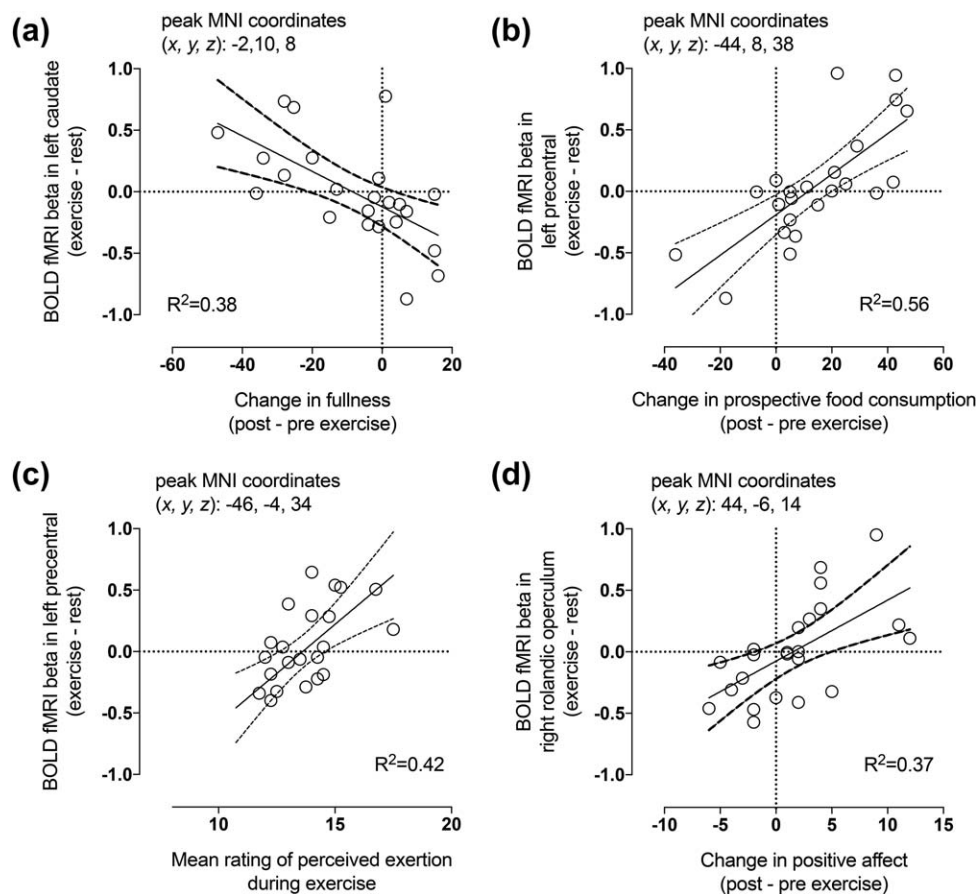 (a)
peak MNI coordinates
(x, y, z): -2,10, 8
BOLD fMRI beta in left caudate
(exercise - rest)
1.0
0.5
0.0
-0.5
-1.0
R²=0.38
-60
-40
-20
0
20
Change in fullness
(post - pre exercise)
(b)
peak MNI coordinates
(x, y, z): -44, 8, 38
BOLD fMRI beta in
left precentral
(exercise - rest)
1.0
0.5
0.0
-0.5
-1.0
R²=0.56
-40
-20
0
20
40
60
Change in prospective food consumption
(post - pre exercise)
(c)
peak MNI coordinates
(x, y, z): -46, -4, 34
BOLD fMRI beta in left precentral
(exercise - rest)
1.0
0.5
0.0
-0.5
-1.0
R²=0.42
10
15
20
Mean rating of perceived exertion
during exercise
(d)
peak MNI coordinates
(x, y, z): 44, -6, 14
BOLD fMRI beta in
right rolandic operculum
(exercise - rest)
1.0
0.5
0.0
-0.5
-1.0
R²=0.37
-10
-5
0
5
10
15
Change in positive affect
(post - pre exercise)